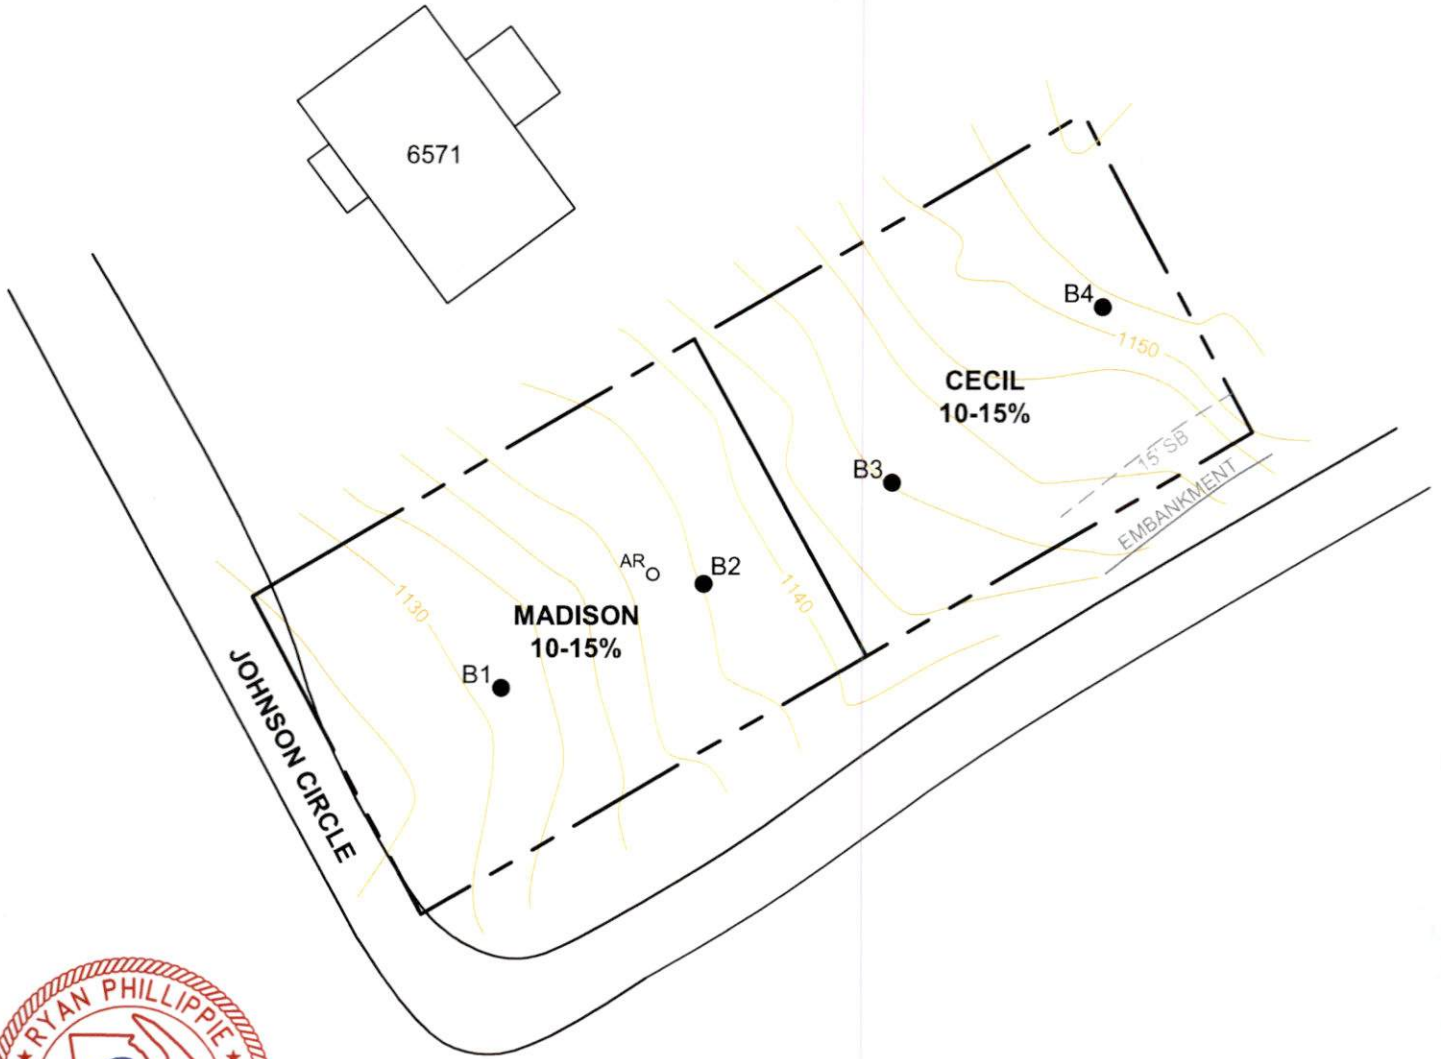 6571
B4
1150
CECIL
10-15%
15' SB
B3
EMBANKMENT
AR
B2
1130
1140
MADISON
10-15%
B1
JOHNSON CIRCLE
RYAN PHILLIPPIE